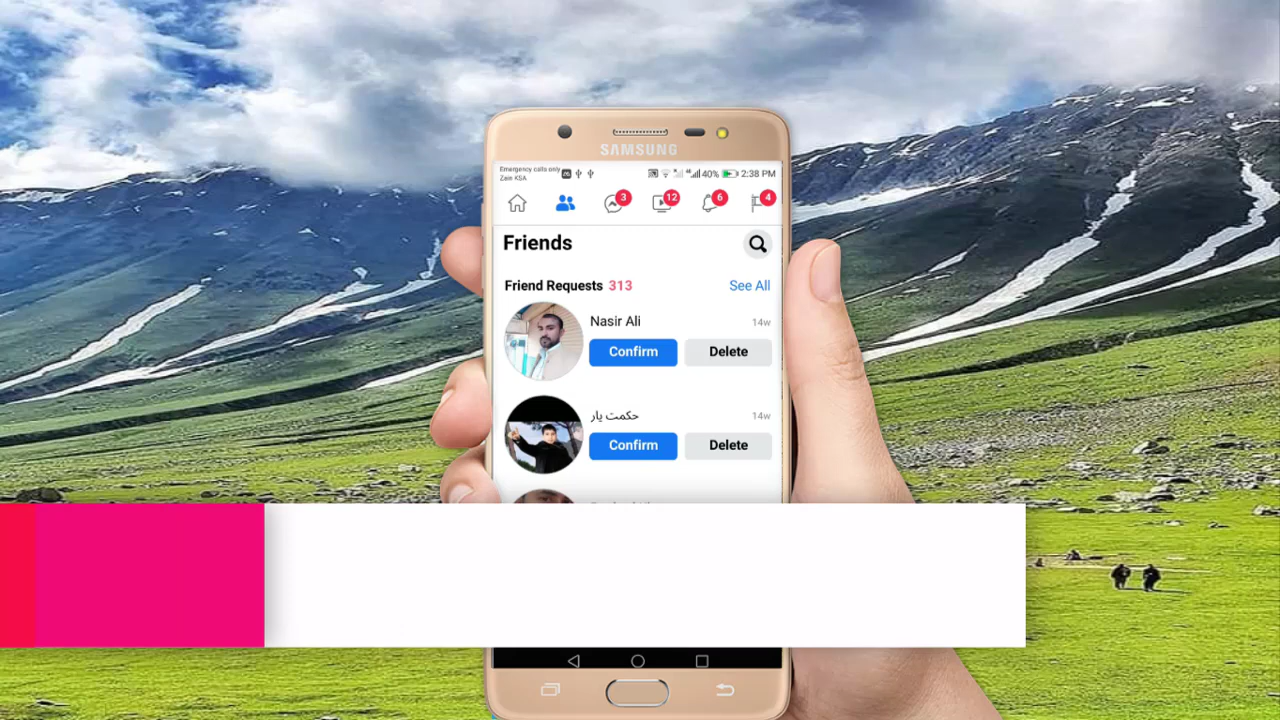 SAMSUNG
Emergency calls only
Zain KSA
40% 2:38 PM
3 12 6 4
Friends
Friend Requests 313 See All
Nasir Ali 14w
Confirm Delete
حکمت یار 14w
Confirm Delete